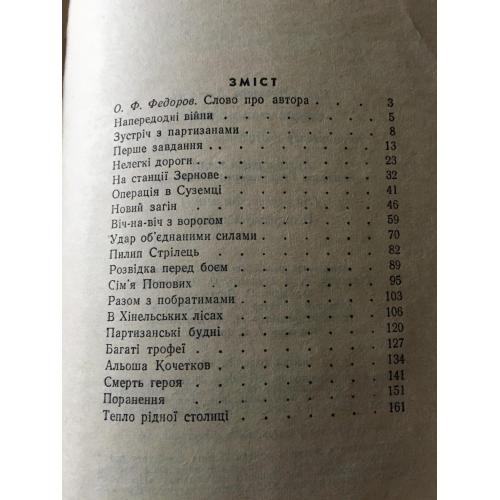 ЗМІСТ
О. Ф. Федоров. Слово про автора . . . 3
Напередодні війни . . . . . . 5
Зустріч з партизанами . . . . . 8
Перше завдання . . . . . . . 13
Нелегкі дороги . . . . . . . 23
На станції Зернове . . . . . . 32
Операція в Суземці . . . . . . 41
Новий загін . . . . . . . . 46
Віч-на-віч з ворогом . . . . . . 59
Удар об'єднаними силами . . . . . 70
Пилип Стрілець . . . . . . . 82
Розвідка перед боєм . . . . . . 89
Сім'я Попових . . . . . . . 95
Разом з побратимами . . . . . . 103
В Хінельських лісах . . . . . . 106
Партизанські будні . . . . . . 120
Багаті трофеї . . . . . . . . 127
Альоша Кочетков . . . . . . . 134
Смерть героя . . . . . . . . 141
Поранення . . . . . . . . 151
Тепло рідної столиці . . . . . . 161